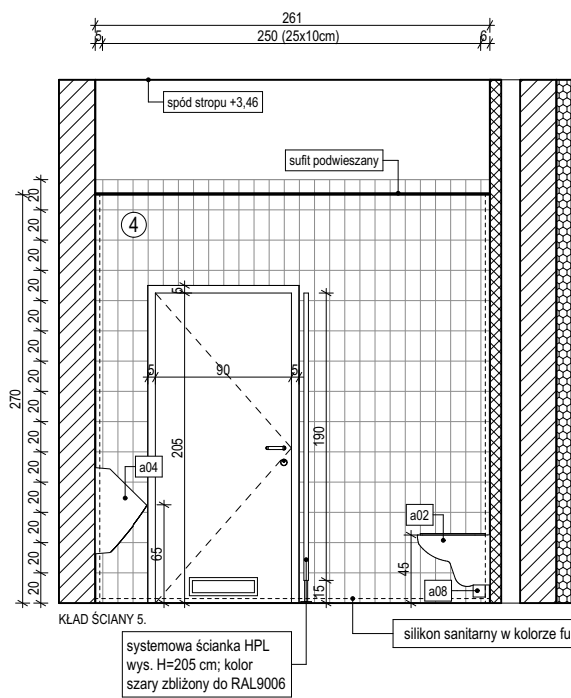 261
5
250 (25x10cm)
6
spód stropu +3,46
sufit podwieszany
4
20
20
20
20
20
20
20
20
20
20
20
20
20
20
270
5
5
90
5
205
190
a04
65
a02
45
a08
15
KŁAD ŚCIANY 5.
systemowa ścianka HPL
wys. H=205 cm; kolor
szary zbliżony do RAL9006
silikon sanitarny w kolorze fu